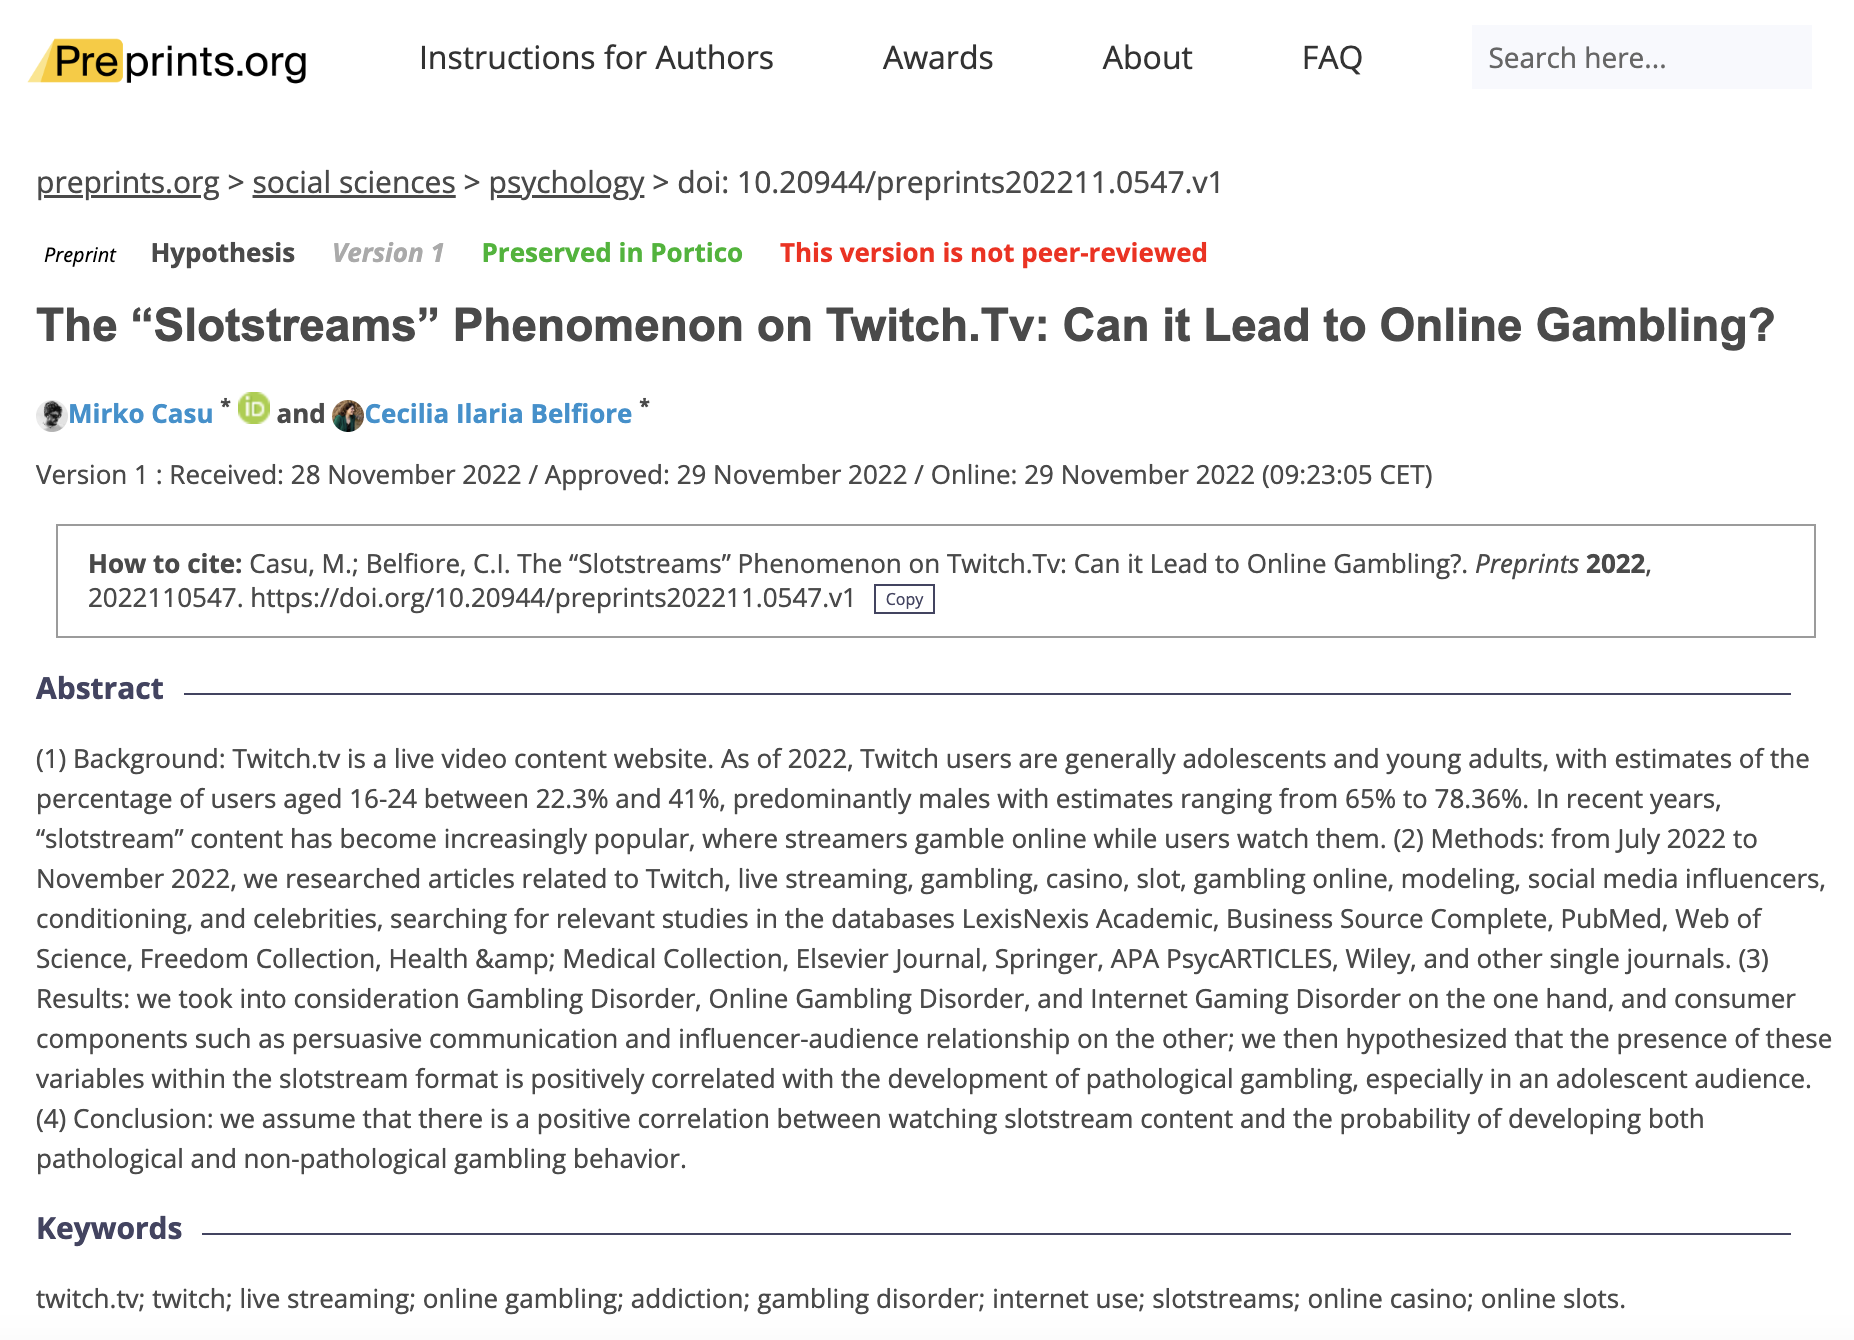 Preprints.org
Instructions for Authors
Awards
About
FAQ
Search here...
preprints.org > social sciences > psychology > doi: 10.20944/preprints202211.0547.v1
Preprint Hypothesis Version 1 Preserved in Portico This version is not peer-reviewed
The “Slotstreams” Phenomenon on Twitch.Tv: Can it Lead to Online Gambling?
Mirko Casu * iD and Cecilia Ilaria Belfiore *
Version 1 : Received: 28 November 2022 / Approved: 29 November 2022 / Online: 29 November 2022 (09:23:05 CET)
How to cite: Casu, M.; Belfiore, C.I. The “Slotstreams” Phenomenon on Twitch.Tv: Can it Lead to Online Gambling?. Preprints 2022,
2022110547. https://doi.org/10.20944/preprints202211.0547.v1 Copy
Abstract
(1) Background: Twitch.tv is a live video content website. As of 2022, Twitch users are generally adolescents and young adults, with estimates of the
percentage of users aged 16-24 between 22.3% and 41%, predominantly males with estimates ranging from 65% to 78.36%. In recent years,
“slotstream” content has become increasingly popular, where streamers gamble online while users watch them. (2) Methods: from July 2022 to
November 2022, we researched articles related to Twitch, live streaming, gambling, casino, slot, gambling online, modeling, social media influencers,
conditioning, and celebrities, searching for relevant studies in the databases LexisNexis Academic, Business Source Complete, PubMed, Web of
Science, Freedom Collection, Health &amp; Medical Collection, Elsevier Journal, Springer, APA PsycARTICLES, Wiley, and other single journals. (3)
Results: we took into consideration Gambling Disorder, Online Gambling Disorder, and Internet Gaming Disorder on the one hand, and consumer
components such as persuasive communication and influencer-audience relationship on the other; we then hypothesized that the presence of these
variables within the slotstream format is positively correlated with the development of pathological gambling, especially in an adolescent audience.
(4) Conclusion: we assume that there is a positive correlation between watching slotstream content and the probability of developing both
pathological and non-pathological gambling behavior.
Keywords
twitch.tv; twitch; live streaming; online gambling; addiction; gambling disorder; internet use; slotstreams; online casino; online slots.